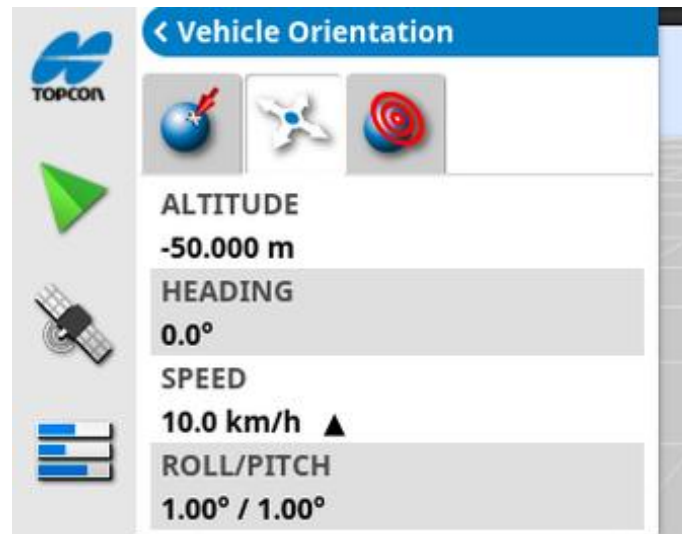 Vehicle Orientation
TOPCON
ALTITUDE
-50.000 m
HEADING
0.0°
SPEED
10.0 km/h ▲
ROLL/PITCH
1.00° / 1.00°